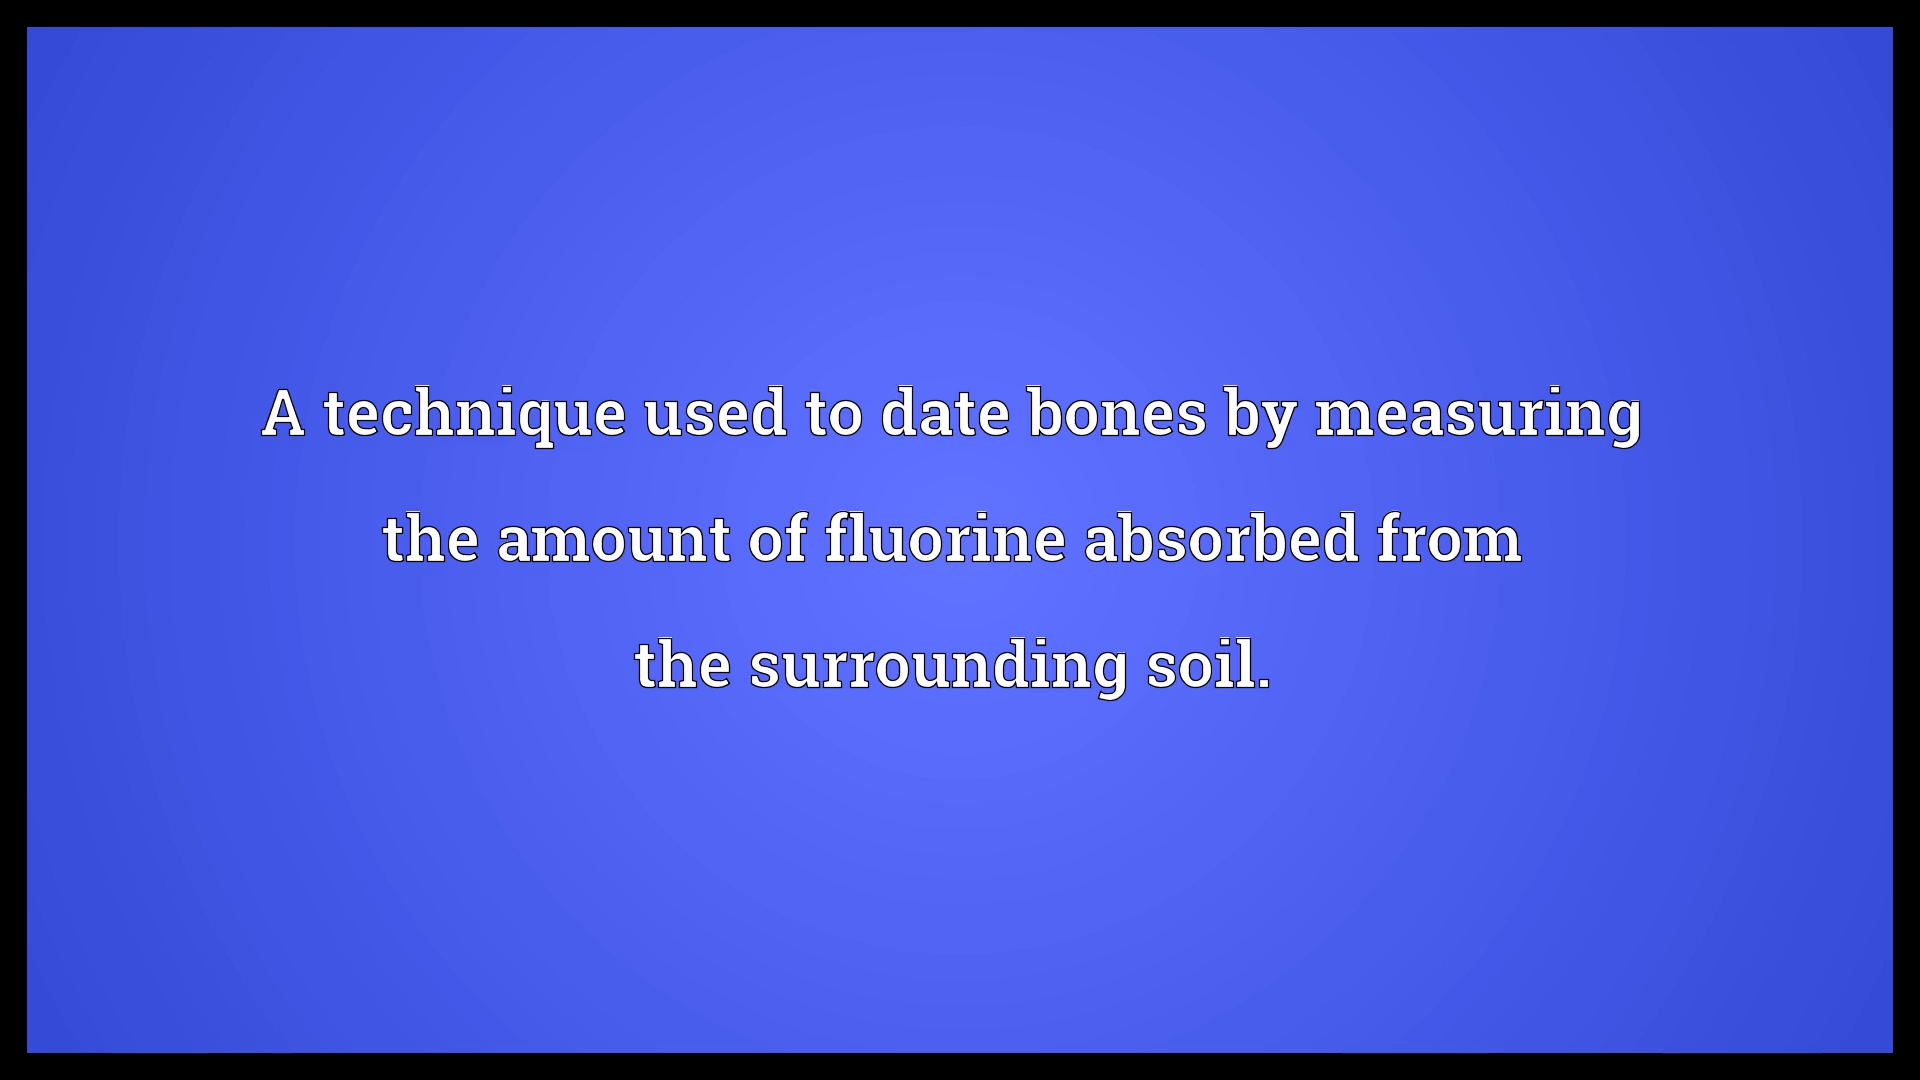 A technique used to date bones by measuring
the amount of fluorine absorbed from
the surrounding soil.